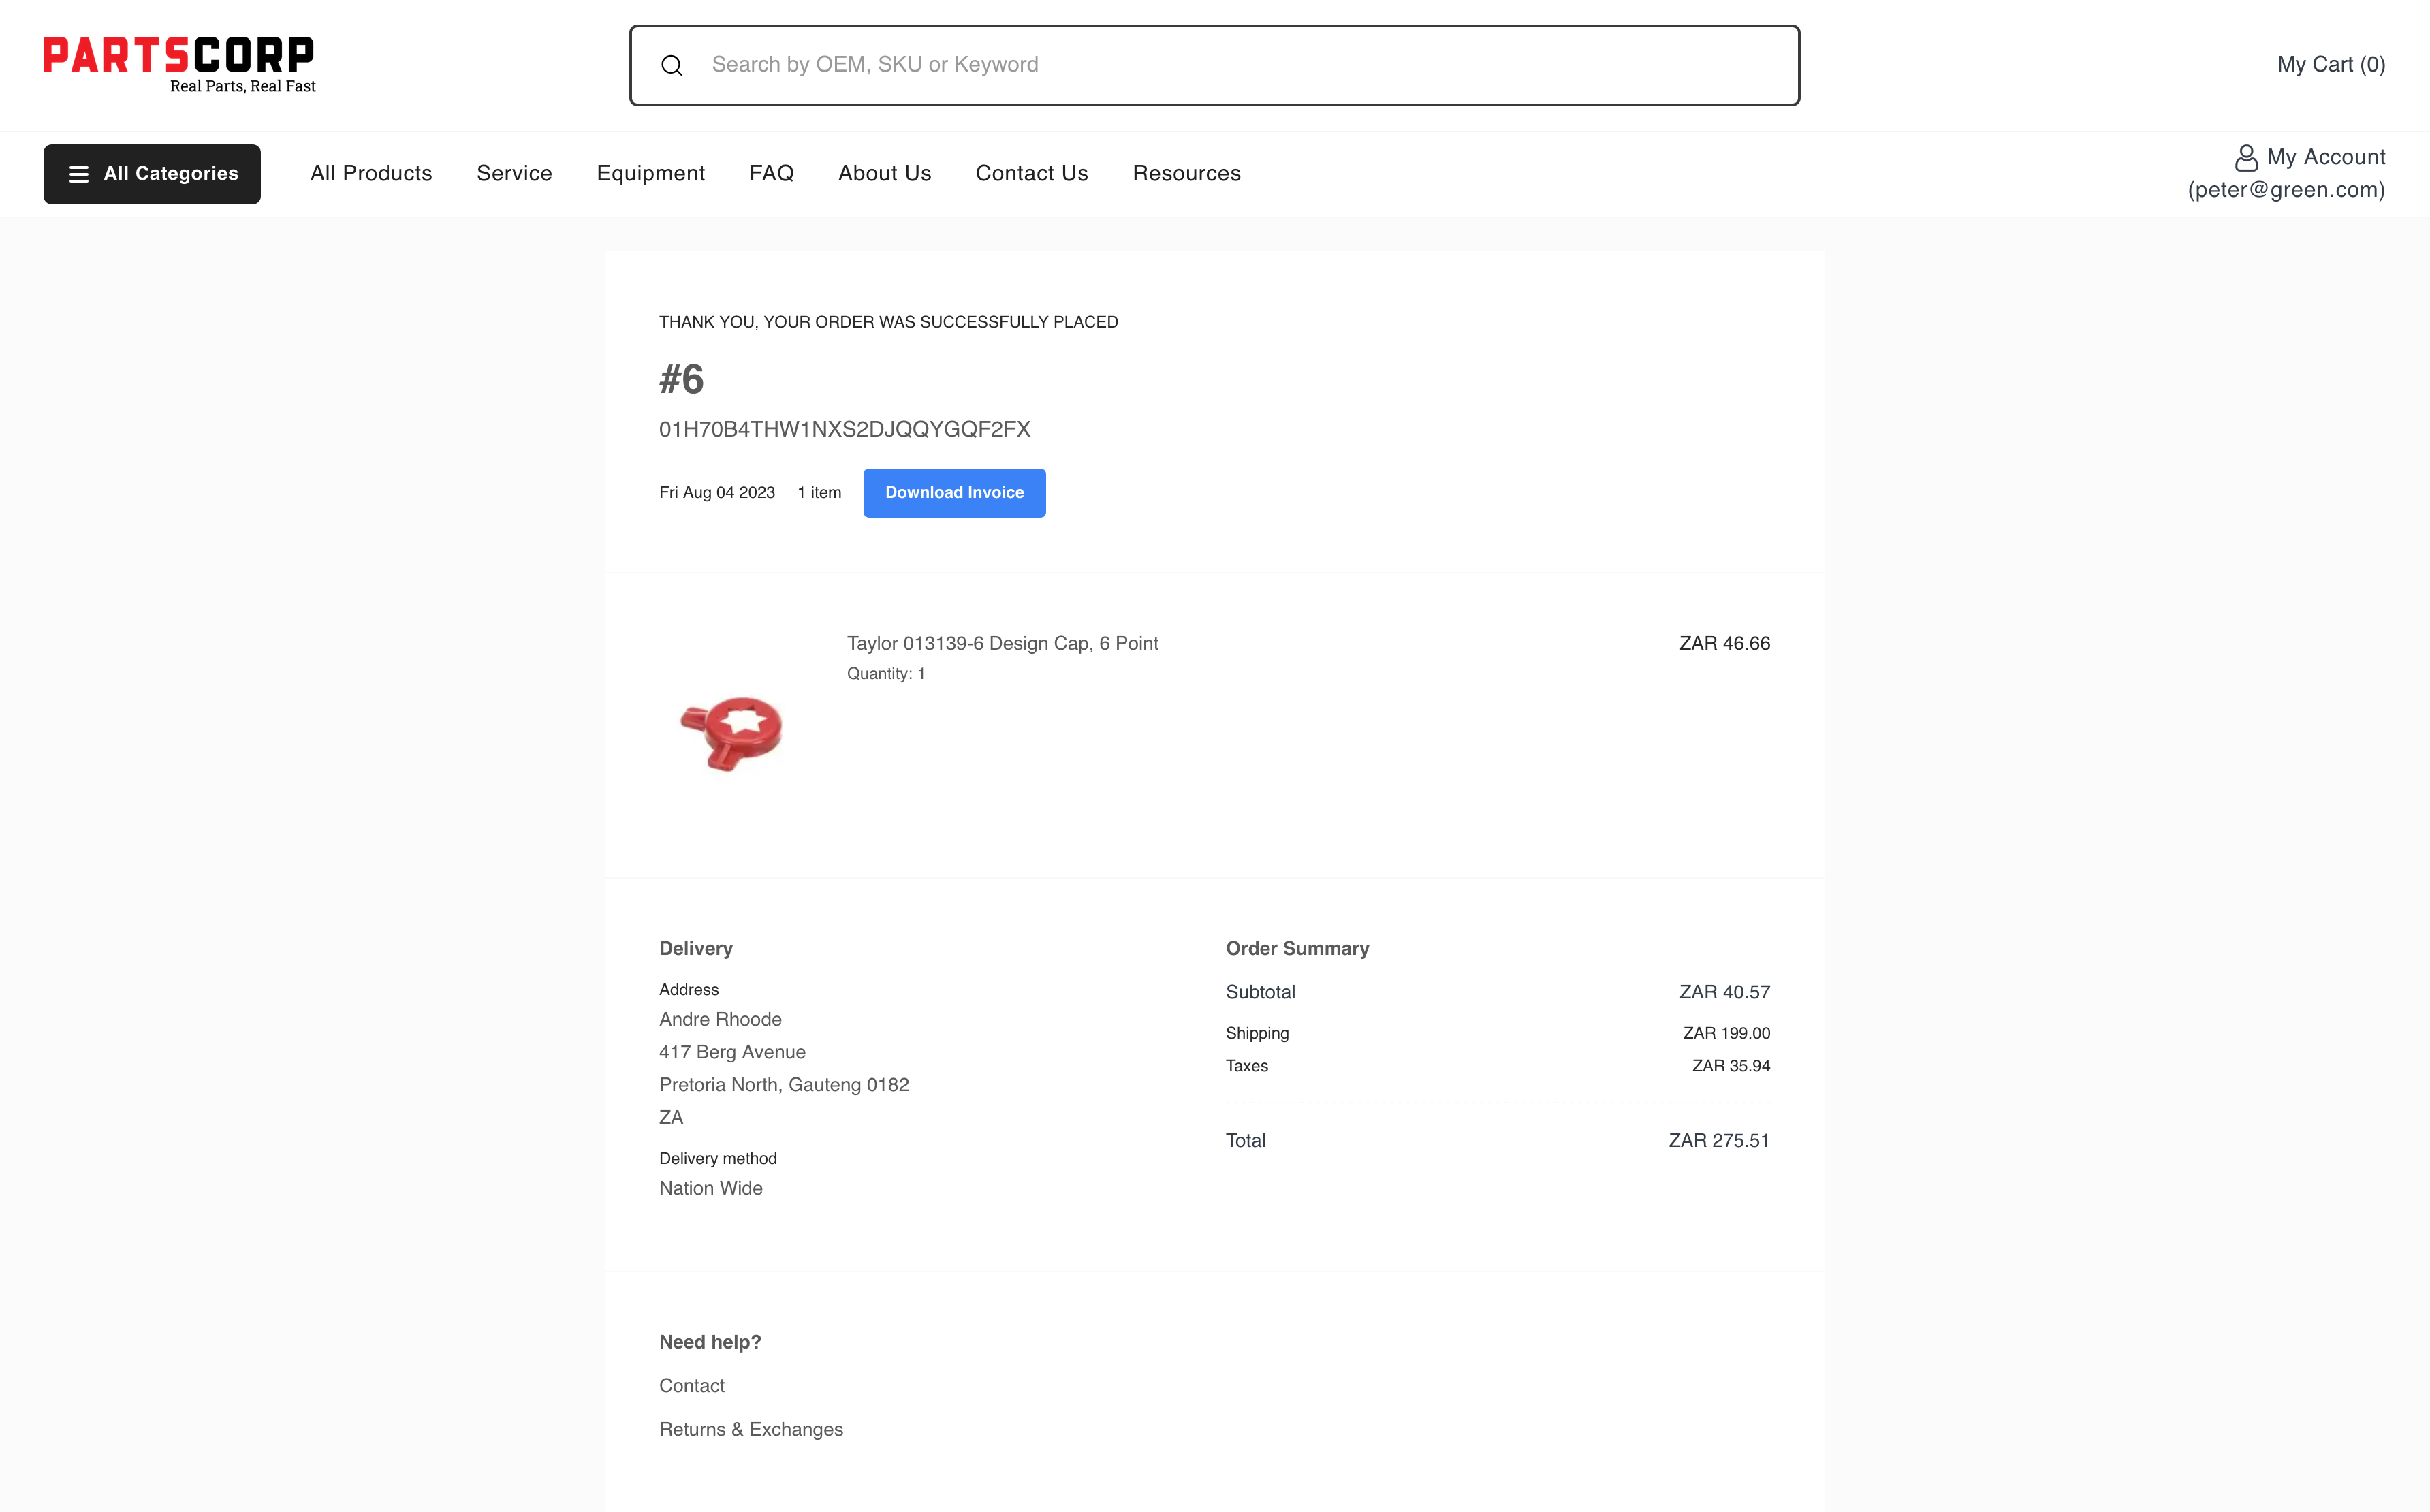 PARTSCORP
Real Parts, Real Fast
Search by OEM, SKU or Keyword
My Cart (0)
All Categories
All Products
Service
Equipment
FAQ
About Us
Contact Us
Resources
My Account
(peter@green.com)
THANK YOU, YOUR ORDER WAS SUCCESSFULLY PLACED
#6
01H70B4THW1NXS2DJQQYGQF2FX
Fri Aug 04 2023 1 item Download Invoice
Taylor 013139-6 Design Cap, 6 Point ZAR 46.66
Quantity: 1
Delivery
Address
Andre Rhoode
417 Berg Avenue
Pretoria North, Gauteng 0182
ZA
Delivery method
Nation Wide
Order Summary
Subtotal ZAR 40.57
Shipping ZAR 199.00
Taxes ZAR 35.94
Total ZAR 275.51
Need help?
Contact
Returns & Exchanges